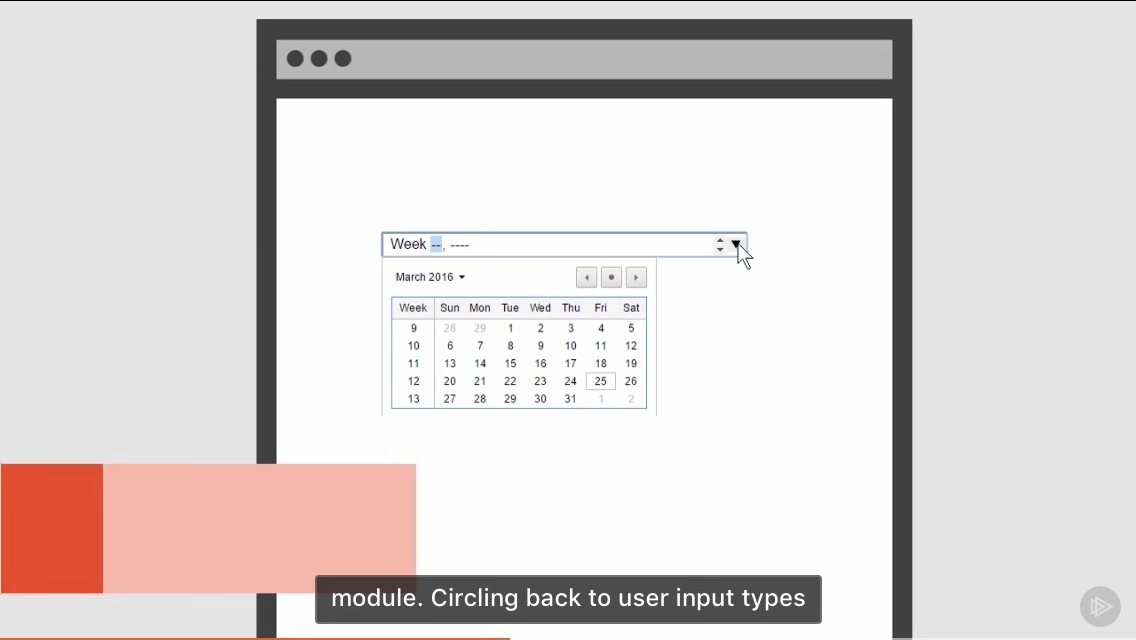 Week --, ----
March 2016
Week Sun Mon Tue Wed Thu Fri Sat
9 28 29 1 2 3 4 5
10 6 7 8 9 10 11 12
11 13 14 15 16 17 18 19
12 20 21 22 23 24 25 26
13 27 28 29 30 31 1 2
module. Circling back to user input types